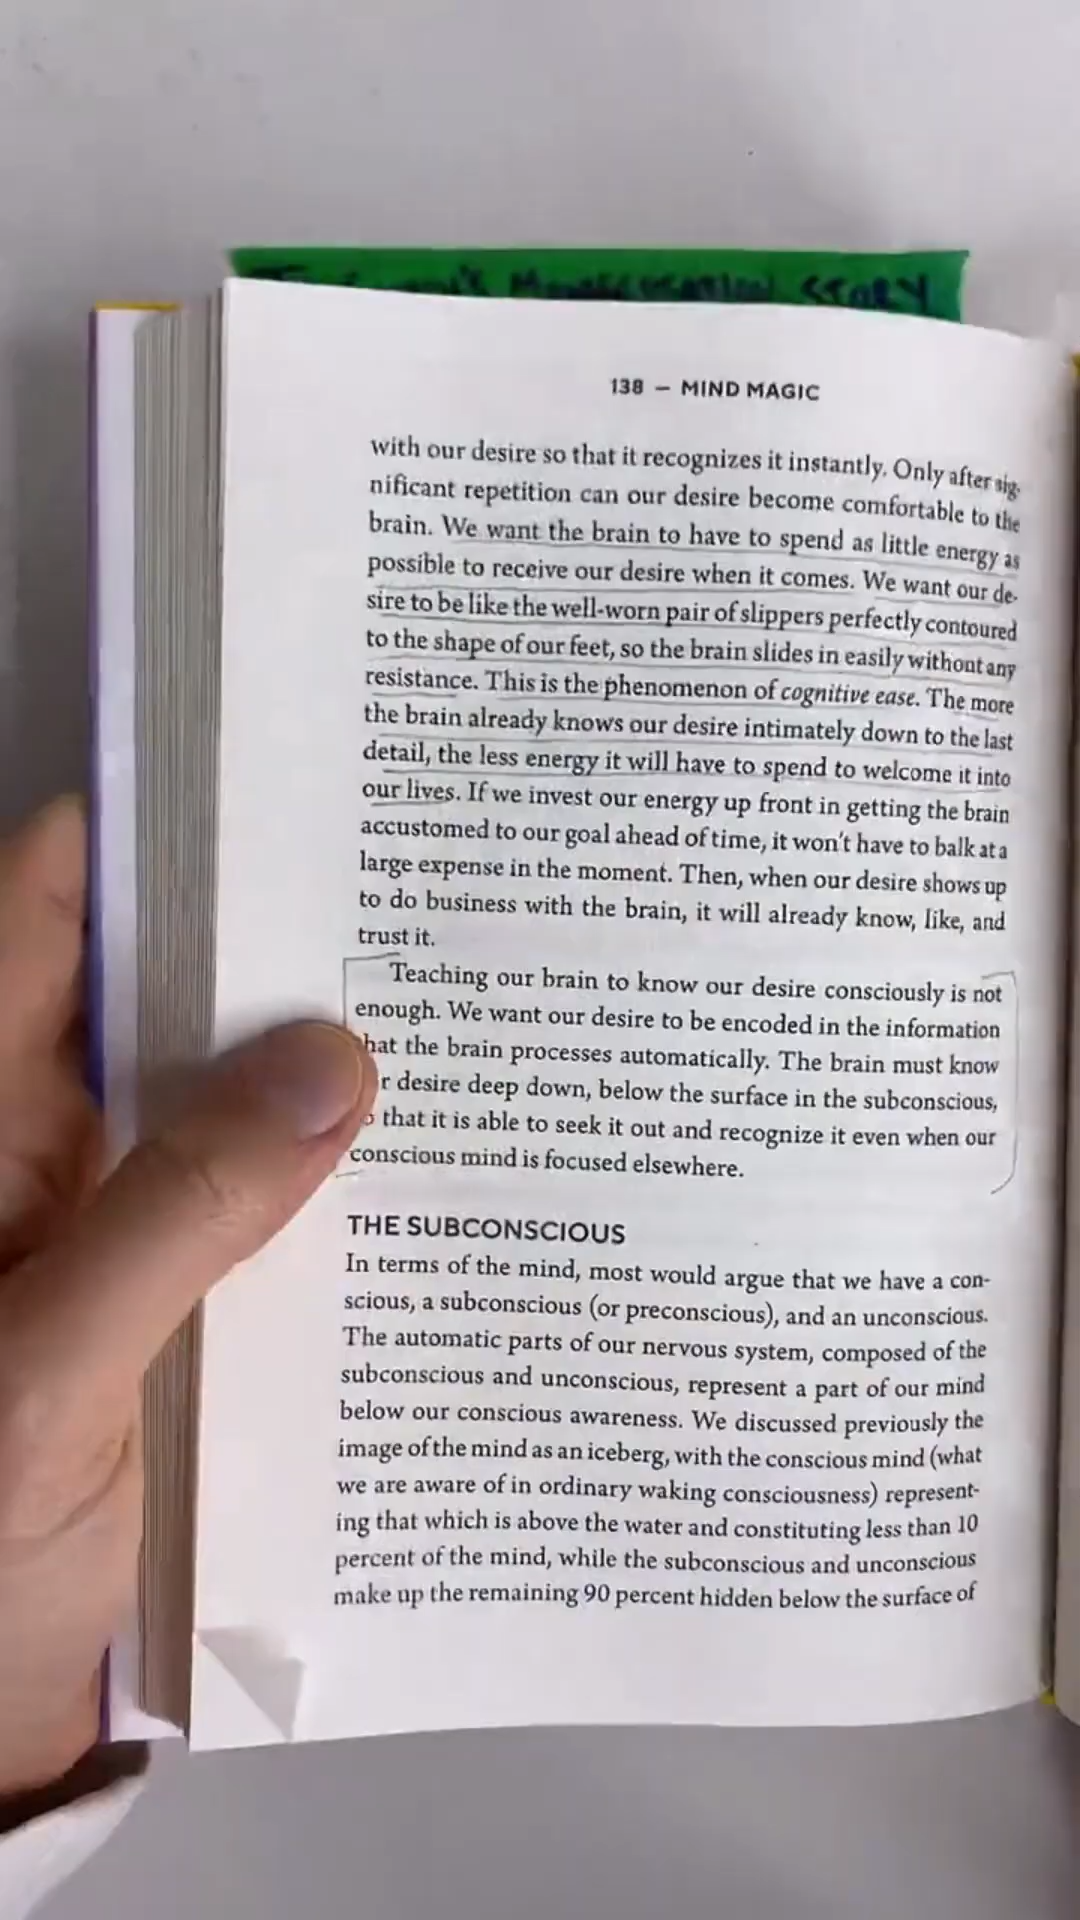 STORY
138 — MIND MAGIC
with our desire so that it recognizes it instantly. Only after sig-
nificant repetition can our desire become comfortable to the
brain. We want the brain to have to spend as little energy as
possible to receive our desire when it comes. We want our de-
sire to be like the well-worn pair of slippers perfectly contoured
to the shape of our feet, so the brain slides in easily without any
resistance. This is the phenomenon of cognitive ease. The more
the brain already knows our desire intimately down to the last
detail, the less energy it will have to spend to welcome it into
our lives. If we invest our energy up front in getting the brain
accustomed to our goal ahead of time, it won't have to balk at a
large expense in the moment. Then, when our desire shows up
to do business with the brain, it will already know, like, and
trust it.
Teaching our brain to know our desire consciously is not
enough. We want our desire to be encoded in the information
hat the brain processes automatically. The brain must know
r desire deep down, below the surface in the subconscious,
that it is able to seek it out and recognize it even when our
conscious mind is focused elsewhere.
THE SUBCONSCIOUS
In terms of the mind, most would argue that we have a con-
scious, a subconscious (or preconscious), and an unconscious.
The automatic parts of our nervous system, composed of the
subconscious and unconscious, represent a part of our mind
below our conscious awareness. We discussed previously the
image of the mind as an iceberg, with the conscious mind (what
we are aware of in ordinary waking consciousness) represent-
ing that which is above the water and constituting less than 10
percent of the mind, while the subconscious and unconscious
make up the remaining 90 percent hidden below the surface of